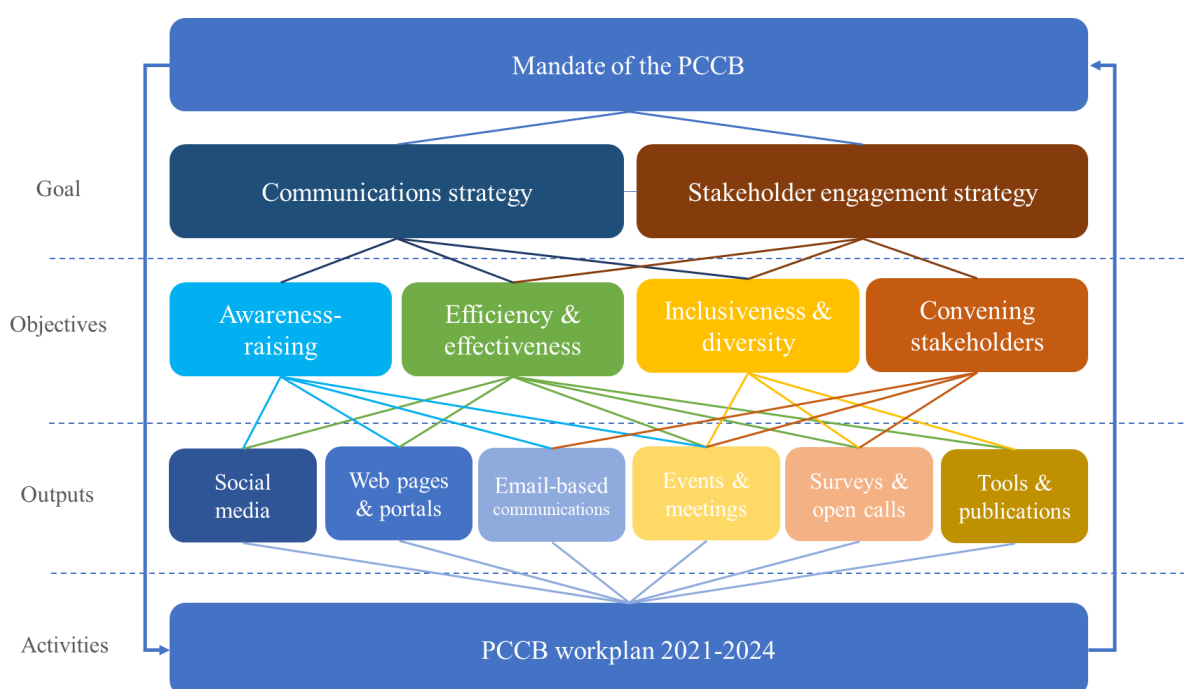 Mandate of the PCCB
Goal
Communications strategy
Stakeholder engagement strategy
Objectives
Awareness-
raising
Efficiency &
effectiveness
Inclusiveness &
diversity
Convening
stakeholders
Outputs
Social
media
Web pages
& portals
Email-based
communications
Events &
meetings
Surveys &
open calls
Tools &
publications
Activities
PCCB workplan 2021-2024